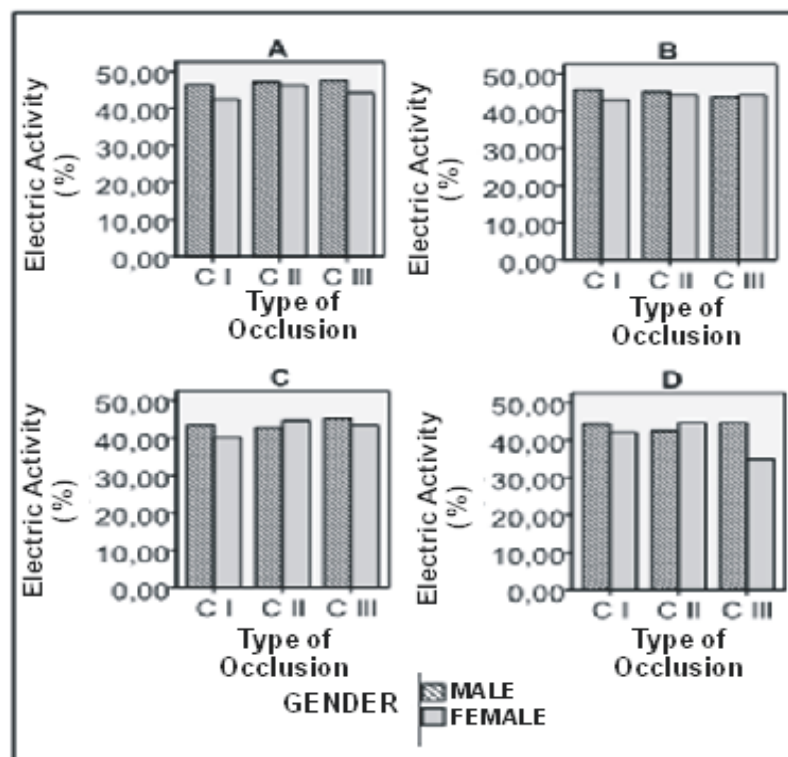 A
Electric Activity
(%)
50,00
40,00
30,00
20,00
10,00
0,00
C I
C II
C III
Type of
Occlusion
B
Electric Activity
(%)
50,00
40,00
30,00
20,00
10,00
0,00
C I
C II
C III
Type of
Occlusion
C
Electric Activity
(%)
50,00
40,00
30,00
20,00
10,00
0,00
C I
C II
C III
Type of
Occlusion
D
Electric Activity
(%)
50,00
40,00
30,00
20,00
10,00
0,00
C I
C II
C III
Type of
Occlusion
GENDER
MALE
FEMALE